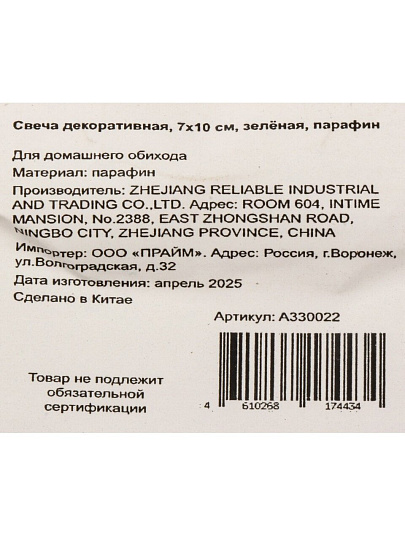 Свеча декоративная, 7х10 см, зелёная, парафин
Для домашнего обихода
Материал: парафин
Производитель: ZHEJIANG RELIABLE INDUSTRIAL
AND TRADING CO.,LTD. Адрес: ROOM 604, INTIME
MANSION, No.2388, EAST ZHONGSHAN ROAD,
NINGBO CITY, ZHEJIANG PROVINCE, CHINA
Импортер: ООО «ПРАЙМ». Адрес: Россия, г.Воронеж,
ул.Волгоградская, д.32
Дата изготовления: апрель 2025
Сделано в Китае
Артикул: А330022
Товар не подлежит
обязательной
сертификации
4 610268 174434